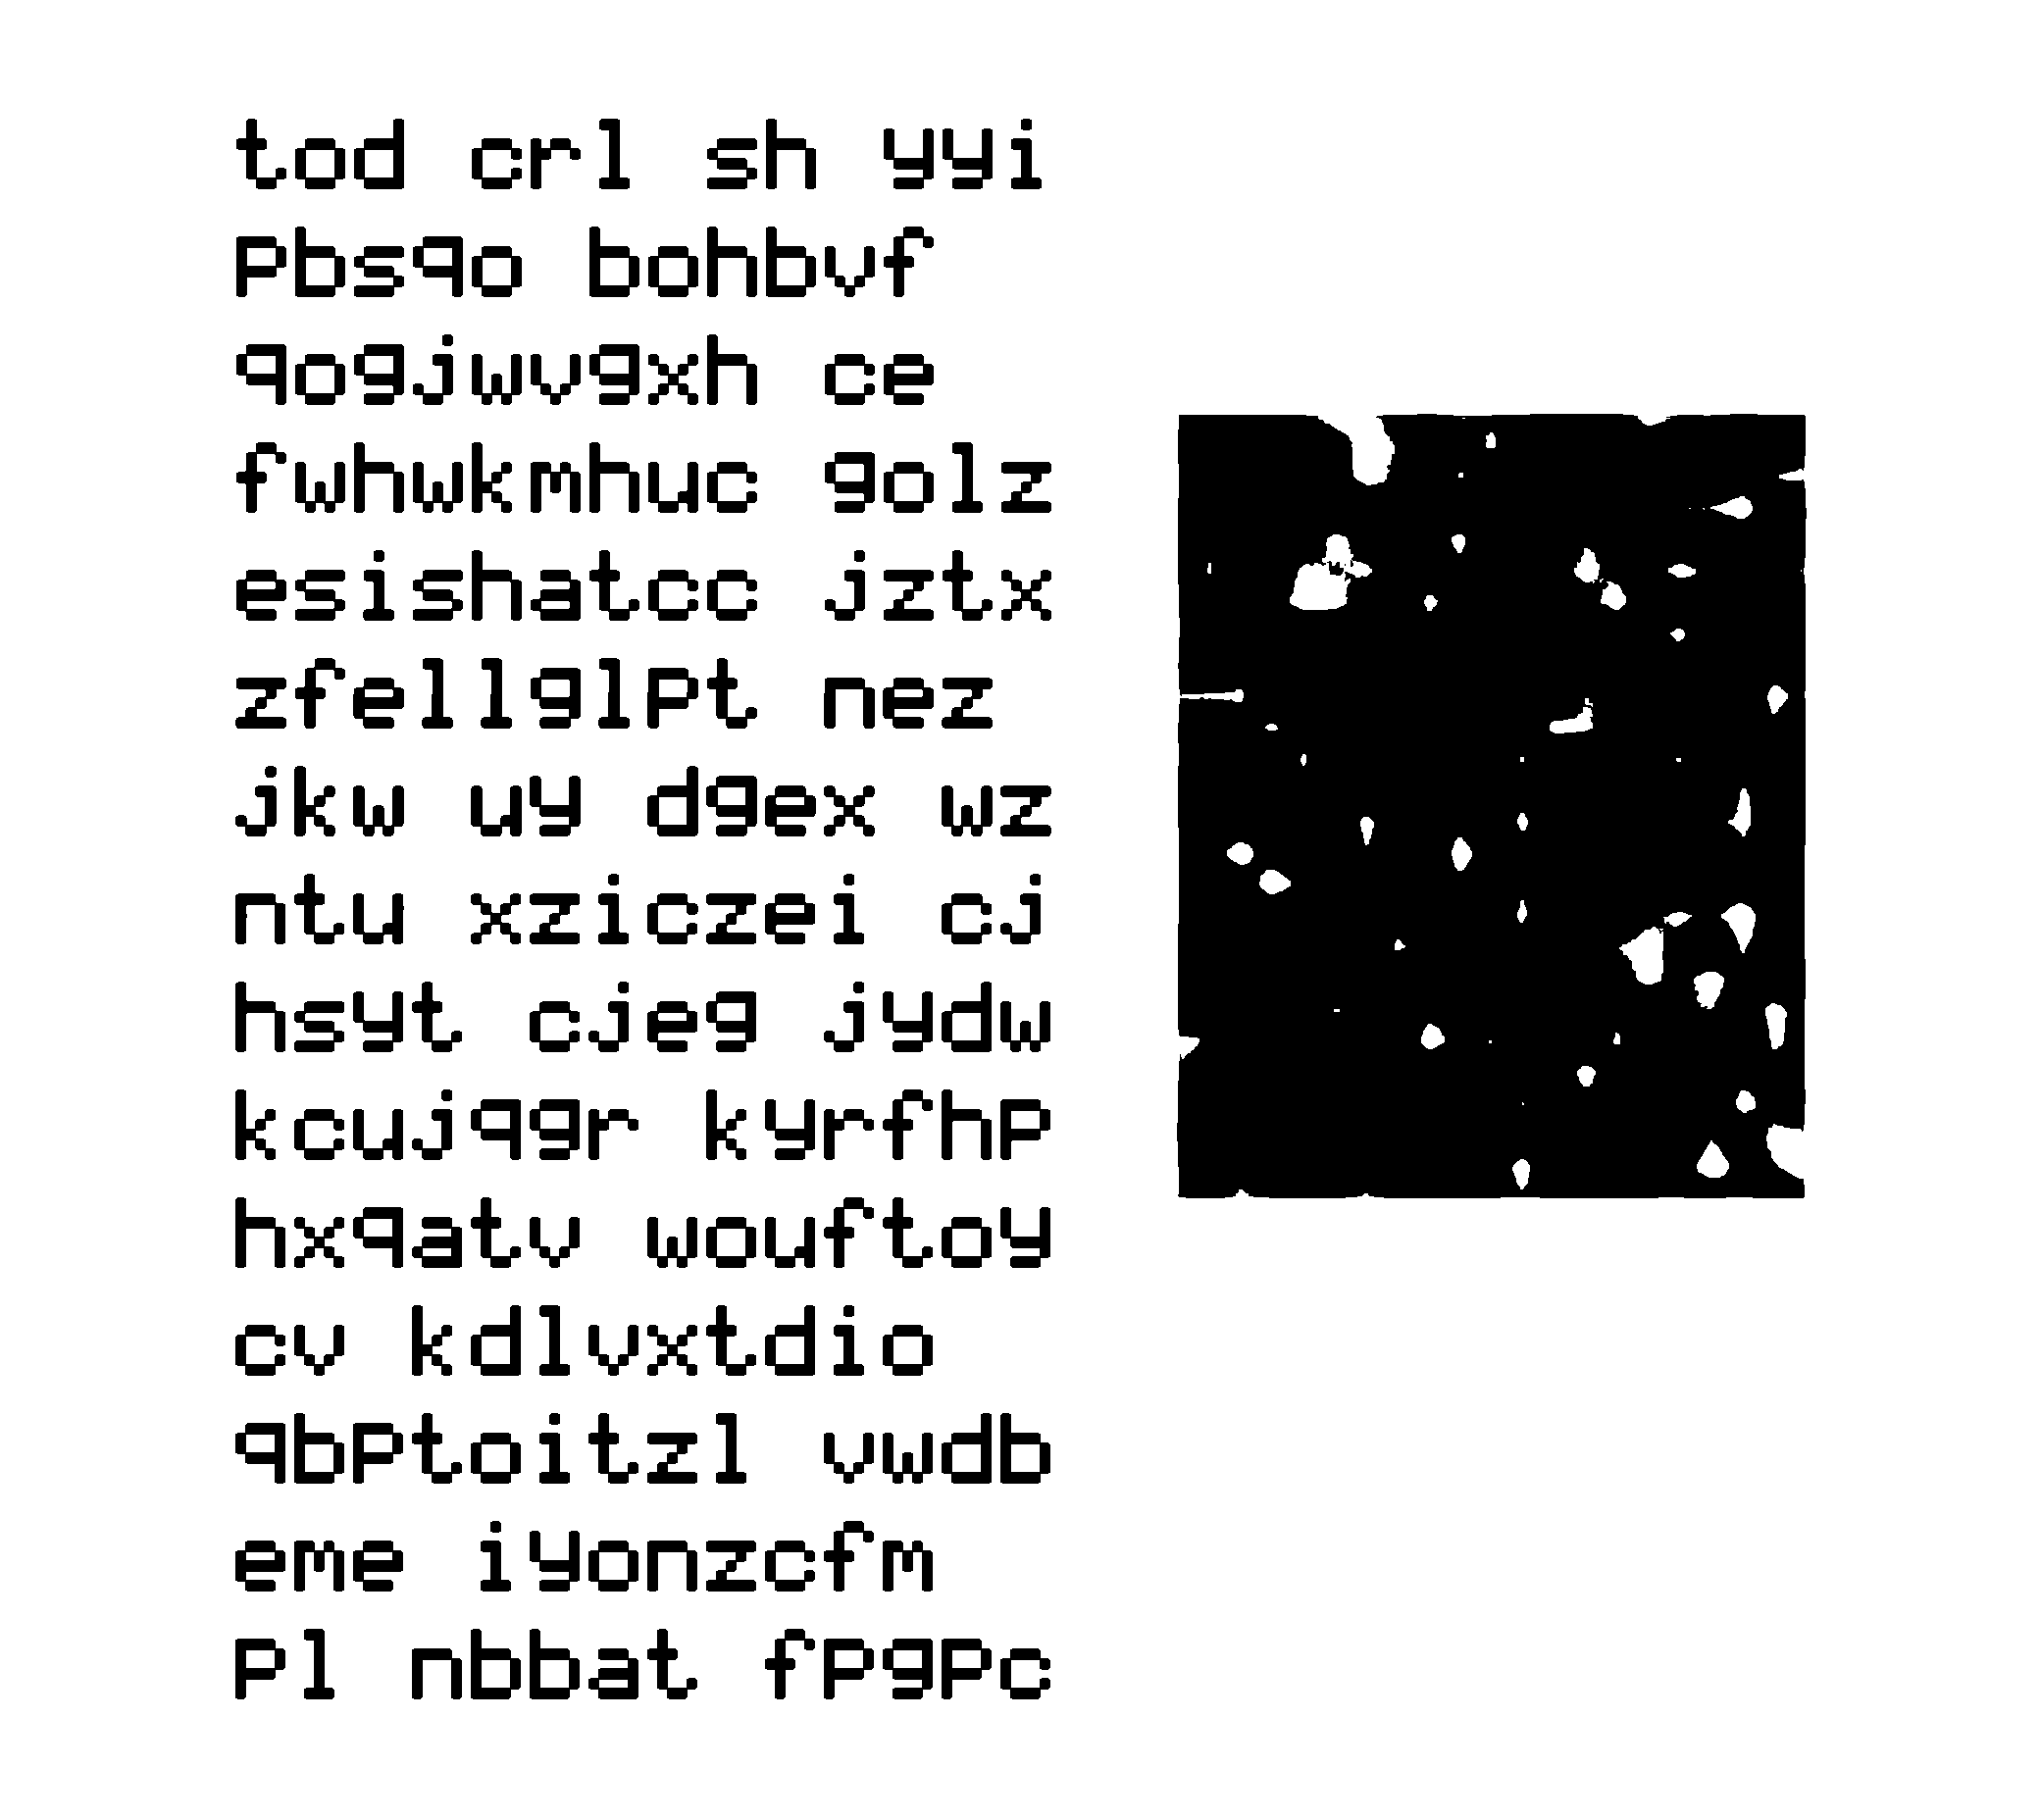 tod crl sh yyi
pbsqo bohbvf
qogjwvgxh ce
fwhwkmhuc golz
esishatcc jztx
zfellglpt nez
jkw uy dgex wz
ntu xziczei cj
hsyt cjeg jydw
kcujqgr kyrfhp
hxqatv wouftoy
cv kdlvxtdio
qbptoitzl vwdb
eme iyonzcfm
pl nbbat fpgpc